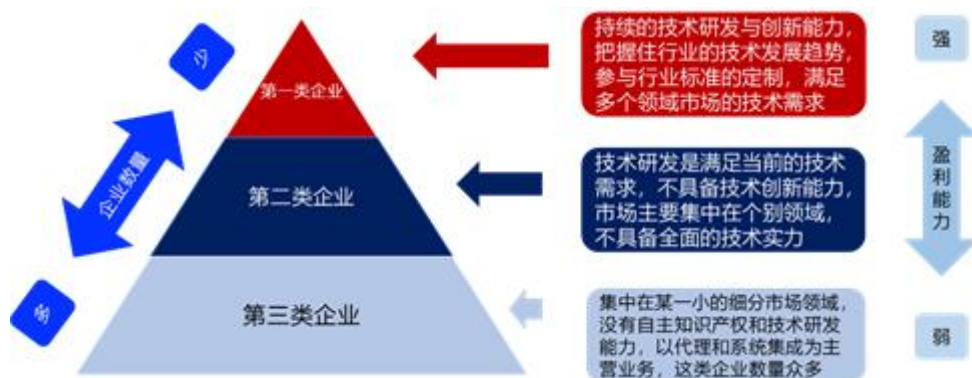 少
企业数量
多
第一类企业
第二类企业
第三类企业
持续的技术研发与创新能力，
把握住行业的技术发展趋势，
参与行业标准的定制，满足
多个领域市场的技术需求
技术研发是满足当前的技术
需求，不具备技术创新能力，
市场主要集中在个别领域，
不具备全面的技术实力
集中在某一小的细分市场领域，
没有自主知识产权和技术研发
能力，以代理和系统集成为主
营业务，这类企业数量众多
强
盈利能力
弱